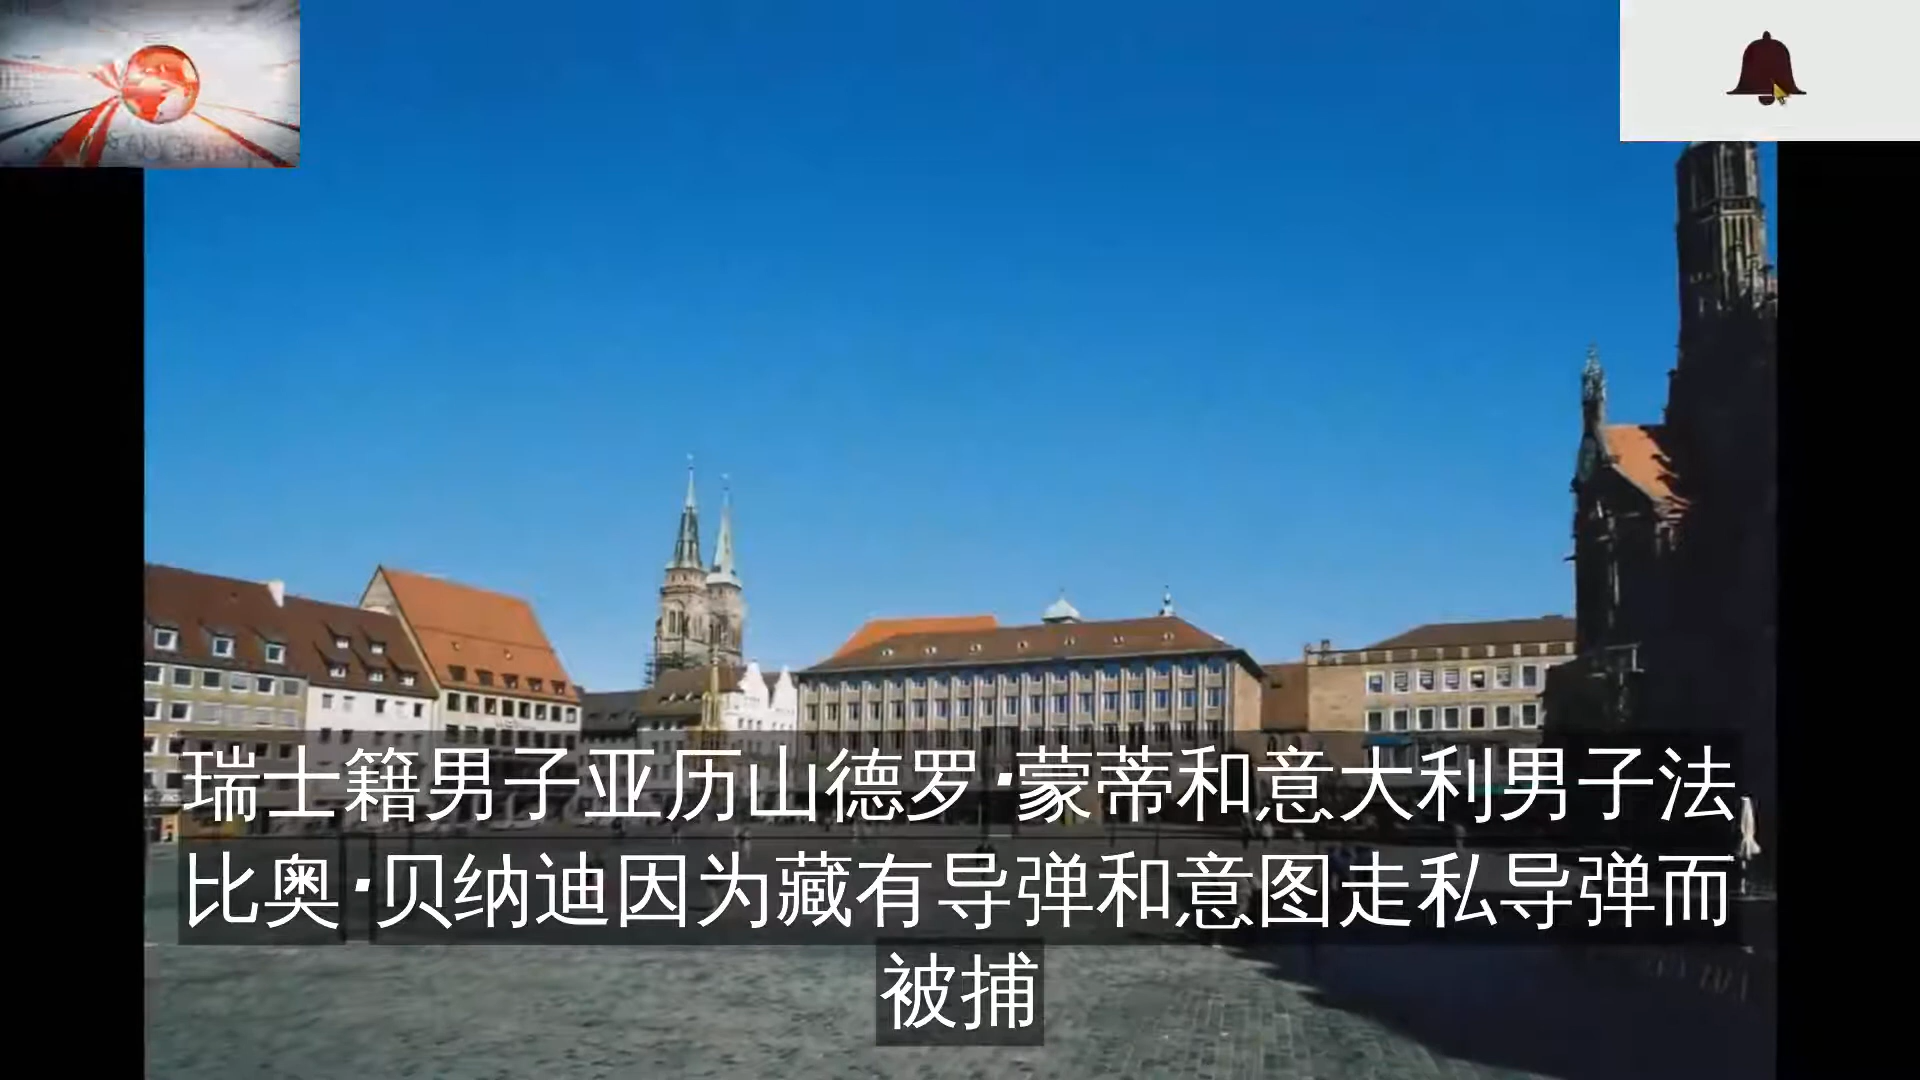 瑞士籍男子亚历山德罗·蒙蒂和意大利男子法
比奥·贝纳迪因为藏有导弹和意图走私导弹而
被捕